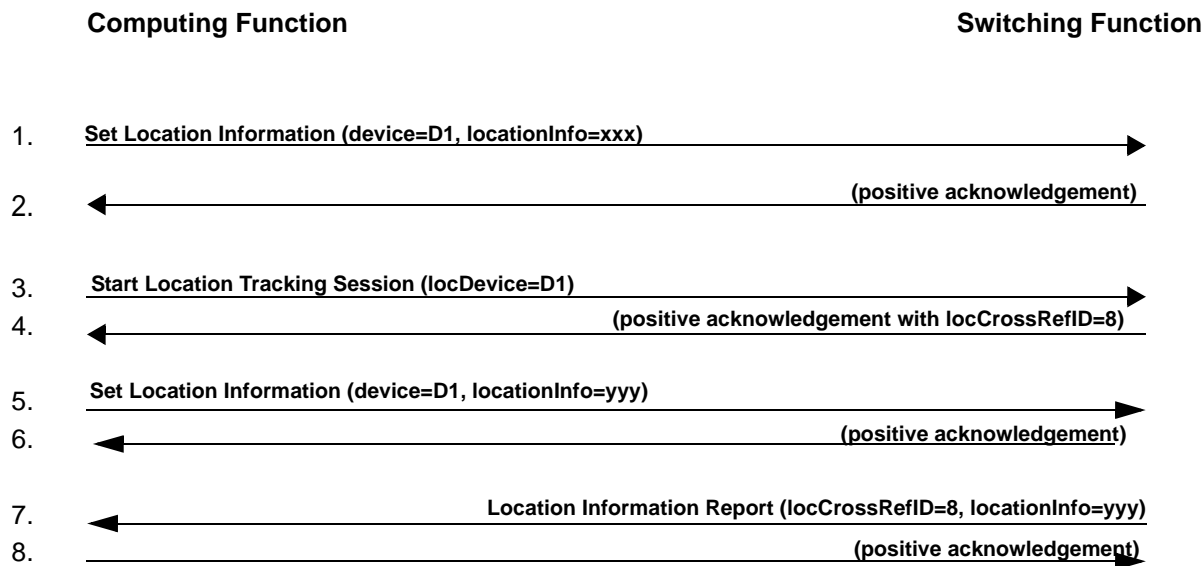 Computing Function Switching Function
1. Set Location Information (device=D1, locationInfo=xxx)
2. (positive acknowledgement)
3. Start Location Tracking Session (locDevice=D1)
4. (positive acknowledgement with locCrossRefID=8)
5. Set Location Information (device=D1, locationInfo=yyy)
6. (positive acknowledgement)
7. Location Information Report (locCrossRefID=8, locationInfo=yyy)
8. (positive acknowledgement)